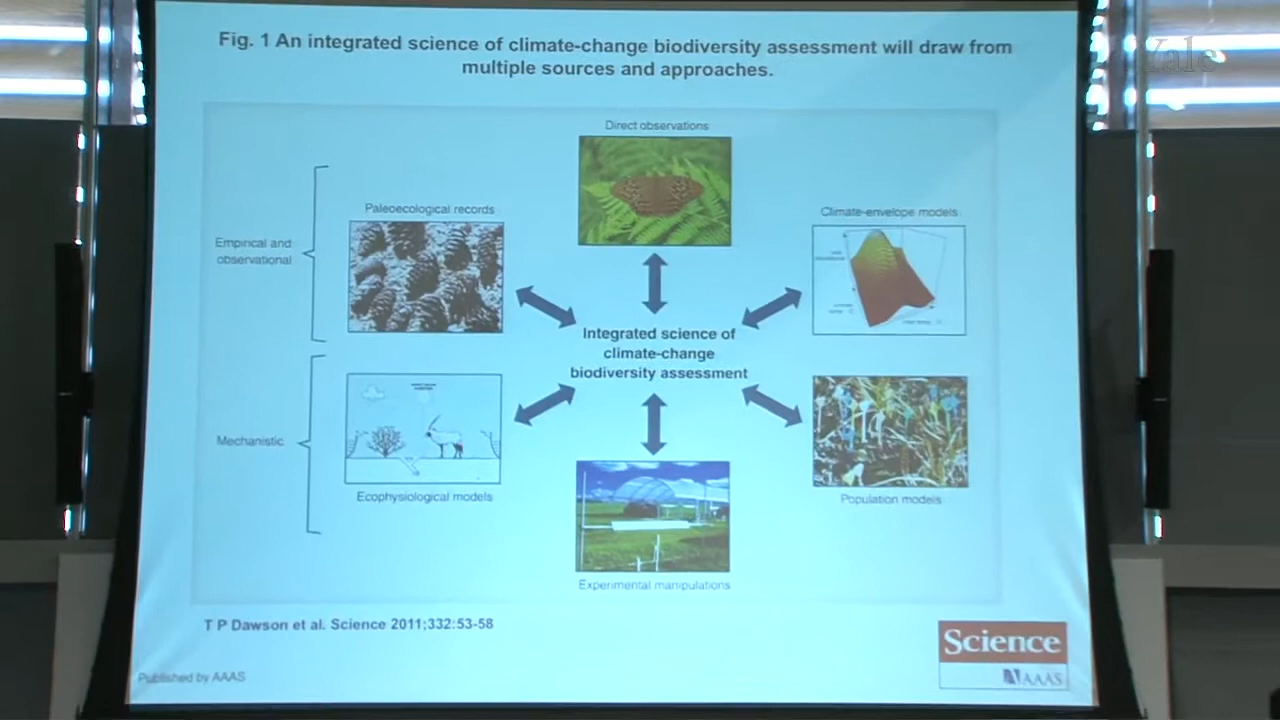 Yale
Fig. 1 An integrated science of climate-change biodiversity assessment will draw from
multiple sources and approaches.
Direct observations
Paleoecological records
Climate-envelope models
Empirical and
observational
Integrated science of
climate-change
biodiversity assessment
Mechanistic
Ecophysiological models
Population models
Experimental manipulations
T P Dawson et al. Science 2011;332:53-58
Published by AAAS
Science
AAAS